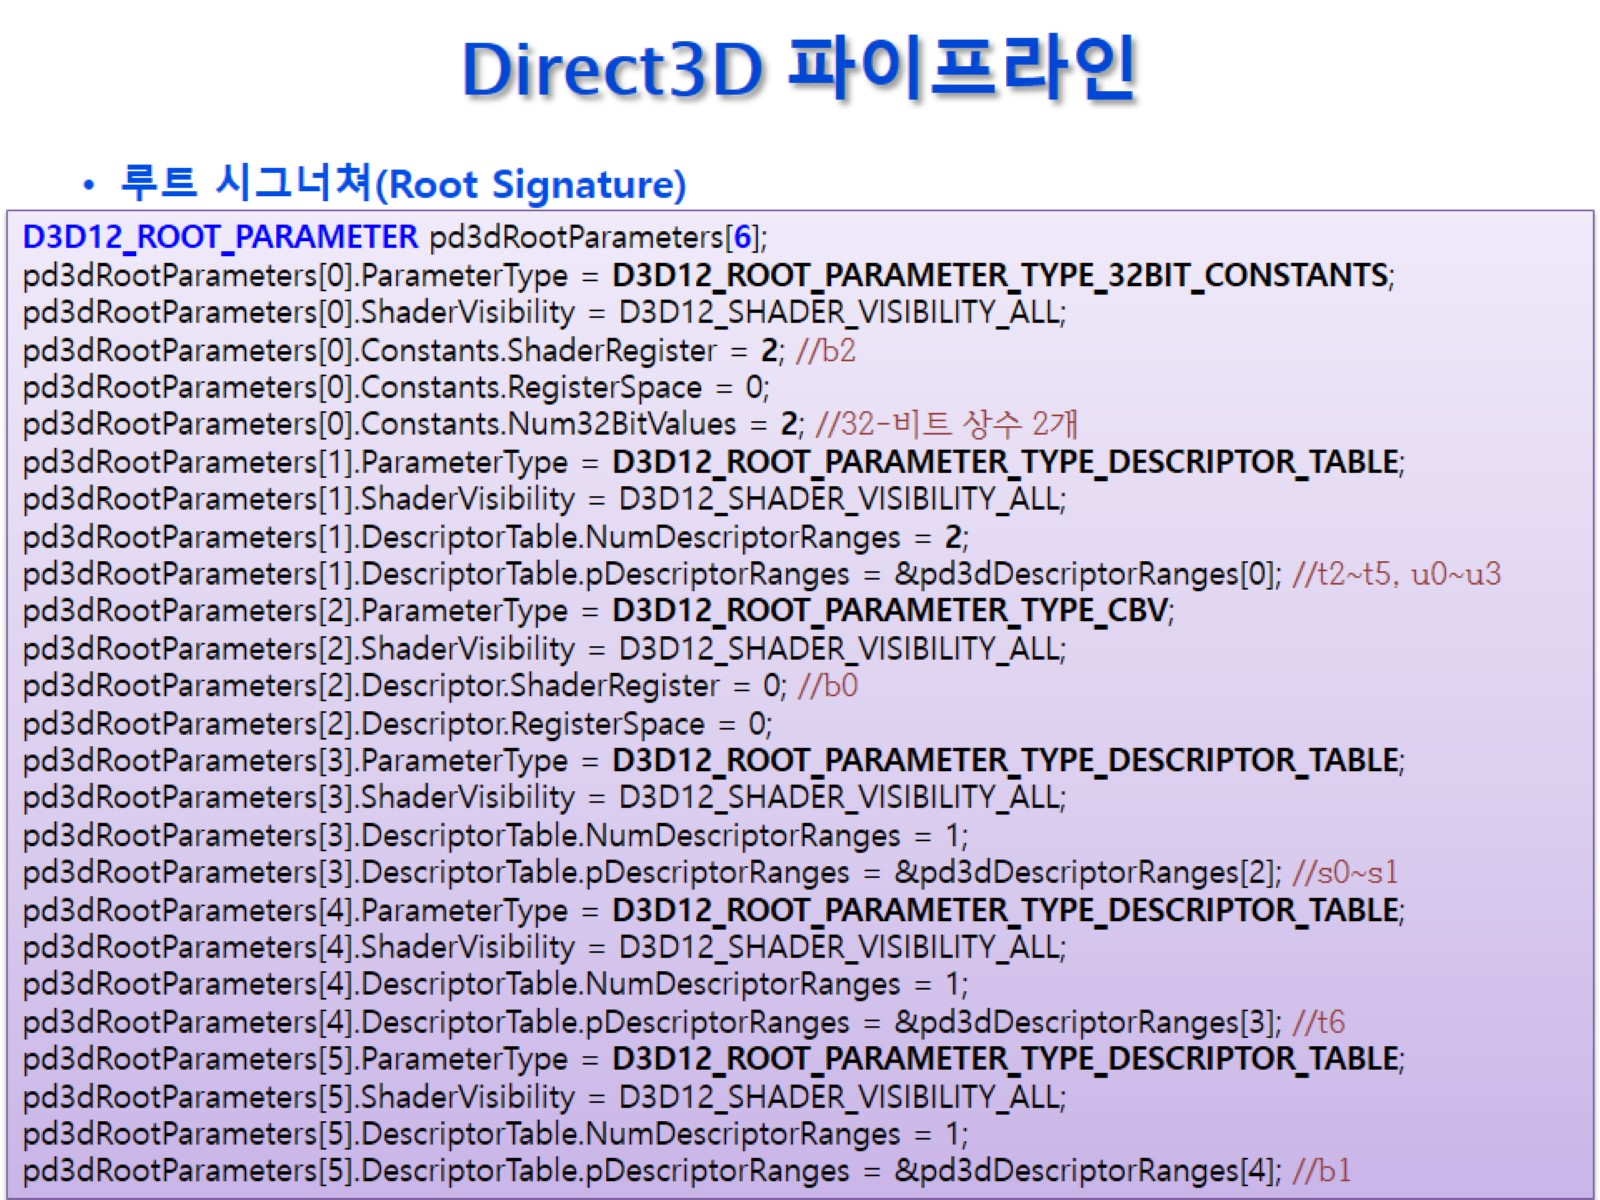 Direct3D 파이프라인
• 루트 시그너쳐(Root Signature)
D3D12_ROOT_PARAMETER pd3dRootParameters[6];
pd3dRootParameters[0].ParameterType = D3D12_ROOT_PARAMETER_TYPE_32BIT_CONSTANTS;
pd3dRootParameters[0].ShaderVisibility = D3D12_SHADER_VISIBILITY_ALL;
pd3dRootParameters[0].Constants.ShaderRegister = 2; //b2
pd3dRootParameters[0].Constants.RegisterSpace = 0;
pd3dRootParameters[0].Constants.Num32BitValues = 2; //32-비트 상수 2개
pd3dRootParameters[1].ParameterType = D3D12_ROOT_PARAMETER_TYPE_DESCRIPTOR_TABLE;
pd3dRootParameters[1].ShaderVisibility = D3D12_SHADER_VISIBILITY_ALL;
pd3dRootParameters[1].DescriptorTable.NumDescriptorRanges = 2;
pd3dRootParameters[1].DescriptorTable.pDescriptorRanges = &pd3dDescriptorRanges[0]; //t2~t5, u0~u3
pd3dRootParameters[2].ParameterType = D3D12_ROOT_PARAMETER_TYPE_CBV;
pd3dRootParameters[2].ShaderVisibility = D3D12_SHADER_VISIBILITY_ALL;
pd3dRootParameters[2].Descriptor.ShaderRegister = 0; //b0
pd3dRootParameters[2].Descriptor.RegisterSpace = 0;
pd3dRootParameters[3].ParameterType = D3D12_ROOT_PARAMETER_TYPE_DESCRIPTOR_TABLE;
pd3dRootParameters[3].ShaderVisibility = D3D12_SHADER_VISIBILITY_ALL;
pd3dRootParameters[3].DescriptorTable.NumDescriptorRanges = 1;
pd3dRootParameters[3].DescriptorTable.pDescriptorRanges = &pd3dDescriptorRanges[2]; //s0~s1
pd3dRootParameters[4].ParameterType = D3D12_ROOT_PARAMETER_TYPE_DESCRIPTOR_TABLE;
pd3dRootParameters[4].ShaderVisibility = D3D12_SHADER_VISIBILITY_ALL;
pd3dRootParameters[4].DescriptorTable.NumDescriptorRanges = 1;
pd3dRootParameters[4].DescriptorTable.pDescriptorRanges = &pd3dDescriptorRanges[3]; //t6
pd3dRootParameters[5].ParameterType = D3D12_ROOT_PARAMETER_TYPE_DESCRIPTOR_TABLE;
pd3dRootParameters[5].ShaderVisibility = D3D12_SHADER_VISIBILITY_ALL;
pd3dRootParameters[5].DescriptorTable.NumDescriptorRanges = 1;
pd3dRootParameters[5].DescriptorTable.pDescriptorRanges = &pd3dDescriptorRanges[4]; //b1